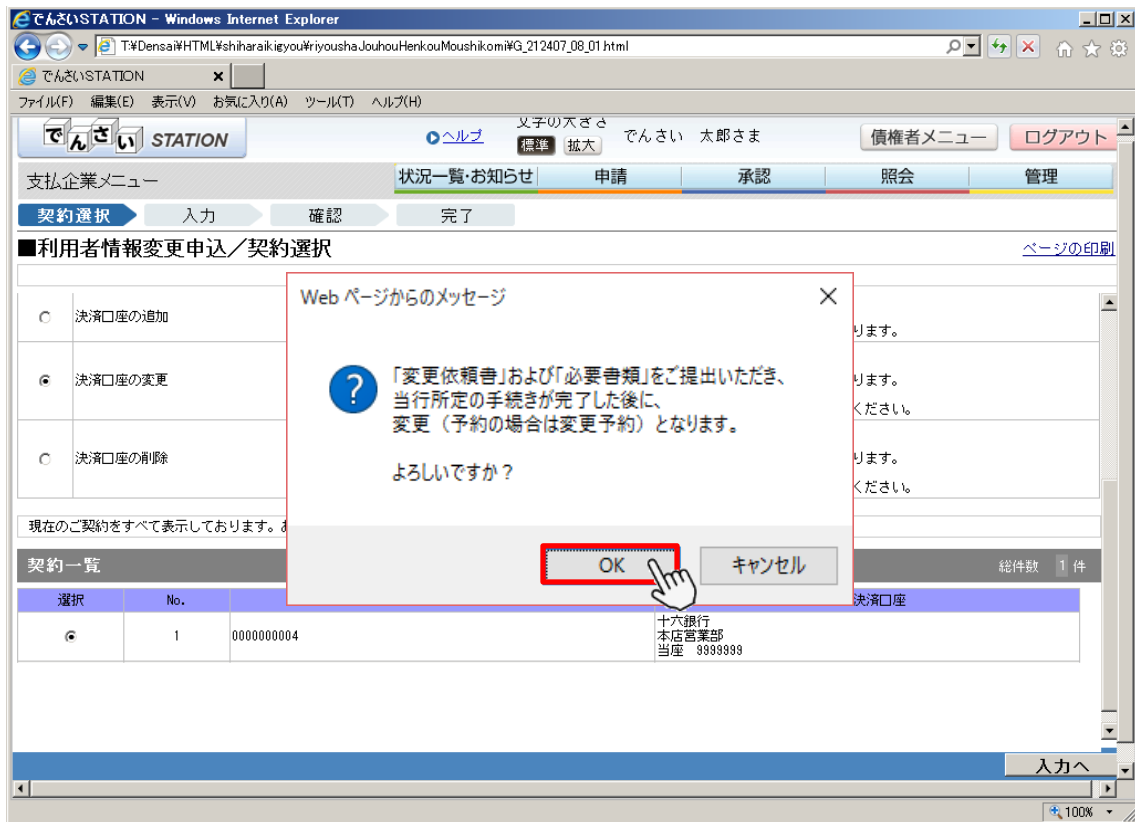 でんさいSTATION - Windows Internet Explorer
T:¥Densai¥HTML¥shiharaikigyou¥riyoushaJouhouHenkouMoushikomi¥G_212407_08_01.html
でんさいSTATION
ファイル(F) 編集(E) 表示(V) お気に入り(A) ツール(T) ヘルプ(H)
でんさい STATION
ヘルプ
文字の大きさ
標準 拡大
でんさい 太郎さま
債権者メニュー
ログアウト
支払企業メニュー
状況一覧・お知らせ 申請 承認 照会 管理
契約選択 入力 確認 完了
■利用者情報変更申込／契約選択
ページの印刷
決済口座の追加
ります。
決済口座の変更
ります。
ください。
決済口座の削除
ります。
ください。
Web ページからのメッセージ
?
「変更依頼書」および「必要書類」をご提出いただき、
当行所定の手続きが完了した後に、
変更（予約の場合は変更予約）となります。
よろしいですか？
OK キャンセル
現在のご契約をすべて表示しております。
契約一覧
総件数 1 件
選択 No. 決済口座
1 0000000004
十六銀行
本店営業部
当座 9999999
入力へ
100%